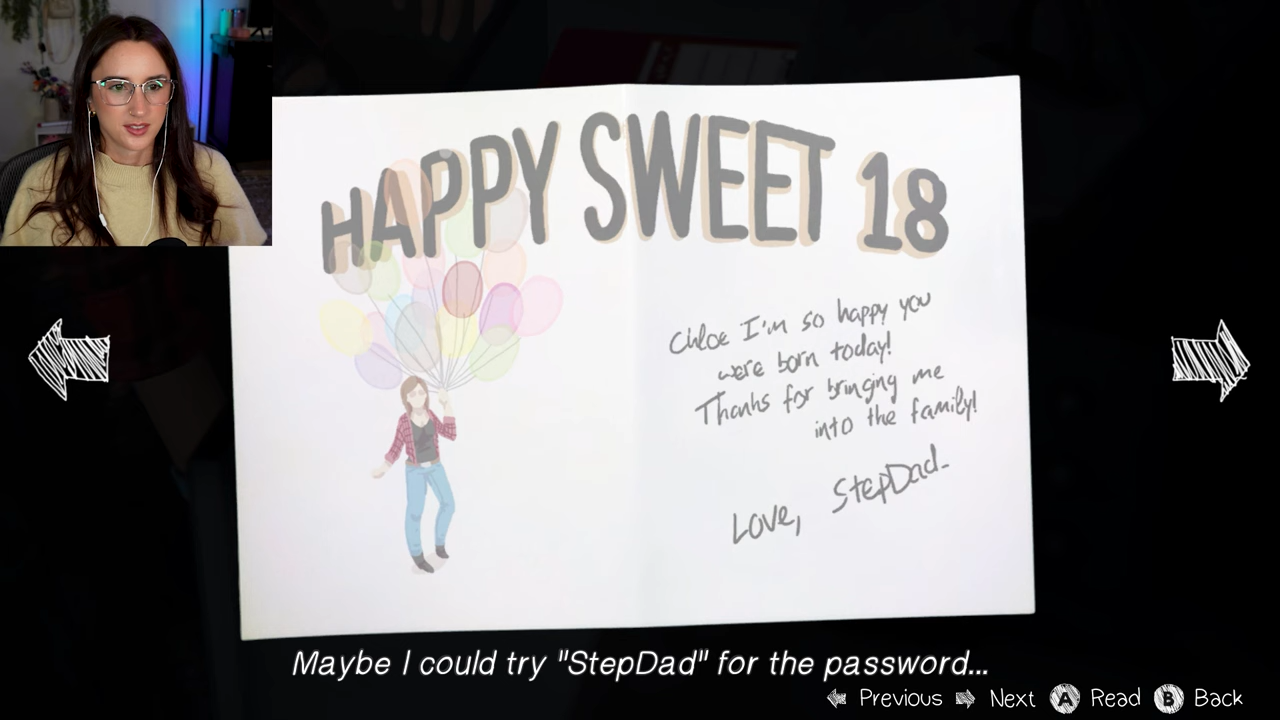 HAPPY SWEET 18
Chloe I'm so happy you
were born today!
Thanks for bringing me
into the family!
Love, StepDad-
Maybe I could try "StepDad" for the password...
Previous Next A Read B Back